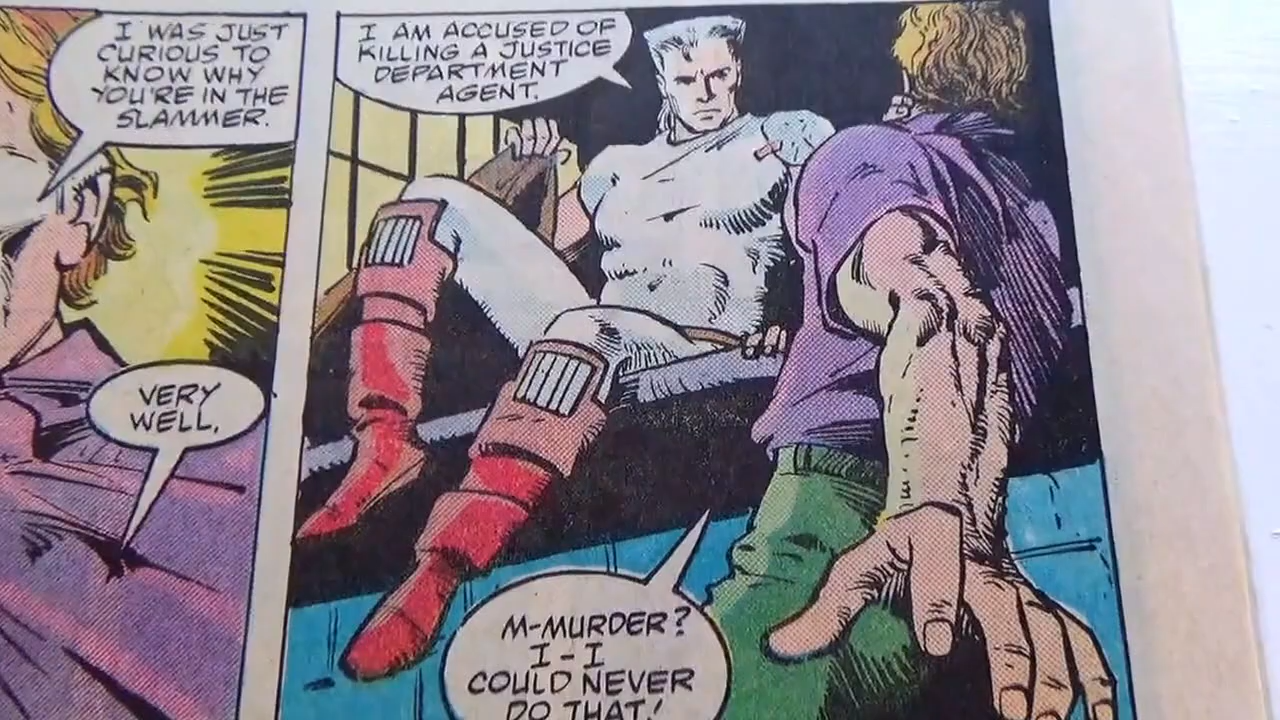 I WAS JUST
CURIOUS TO
KNOW WHY
YOU'RE IN THE
SLAMMER.
VERY
WELL.
I AM ACCUSED OF
KILLING A JUSTICE
DEPARTMENT
AGENT.
M-MURDER?
I-I
COULD NEVER
DO THAT!